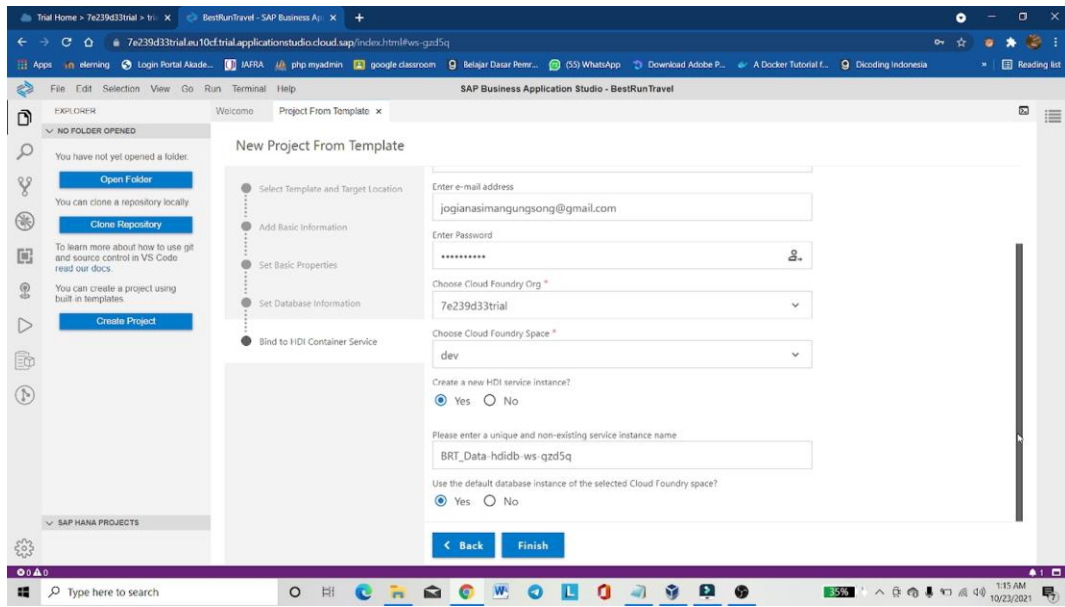 Trial Home > 7e239d33trial > tri
BestRunTravel - SAP Business Ap
7e239d33trial.eu10cf.trial.applicationstudio.cloud.sap/index.html#ws-gzd5q
Apps
elerning
Login Portal Akade...
JAFRA
php myadmin
google classroom
Belajar Dasar Pemr...
(55) WhatsApp
Download Adobe P...
A Docker Tutorial f...
Dicoding Indonesia
»
Reading list
File Edit Selection View Go Run Terminal Help
SAP Business Application Studio - BestRunTravel
EXPLORER
NO FOLDER OPENED
You have not yet opened a folder.
Open Folder
You can clone a repository locally
Clone Repository
To learn more about how to use git
and source control in VS Code
read our docs.
You can create a project using
built-in templates
Create Project
SAP HANA PROJECTS
Welcome
Project From Template
New Project From Template
Select Template and Target Location
Add Basic Information
Set Basic Properties
Set Database Information
Bind to HDI Container Service
Enter e-mail address
jogianasimangungsong@gmail.com
Enter Password
••••••••••
Choose Cloud Foundry Org *
7e239d33trial
Choose Cloud Foundry Space *
dev
Create a new HDI service instance?
Yes No
Please enter a unique and non-existing service instance name
BRT_Data-hdidb-ws-gzd5q
Use the default database instance of the selected Cloud Foundry space?
Yes No
< Back
Finish
0 0
1
Type here to search
35%
1:15 AM
10/23/2021
7